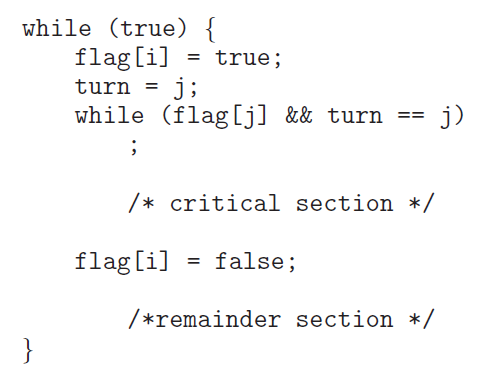 while (true) {
flag[i] = true;
turn = j;
while (flag[j] && turn == j)
;
/* critical section */
flag[i] = false;
/*remainder section */
}